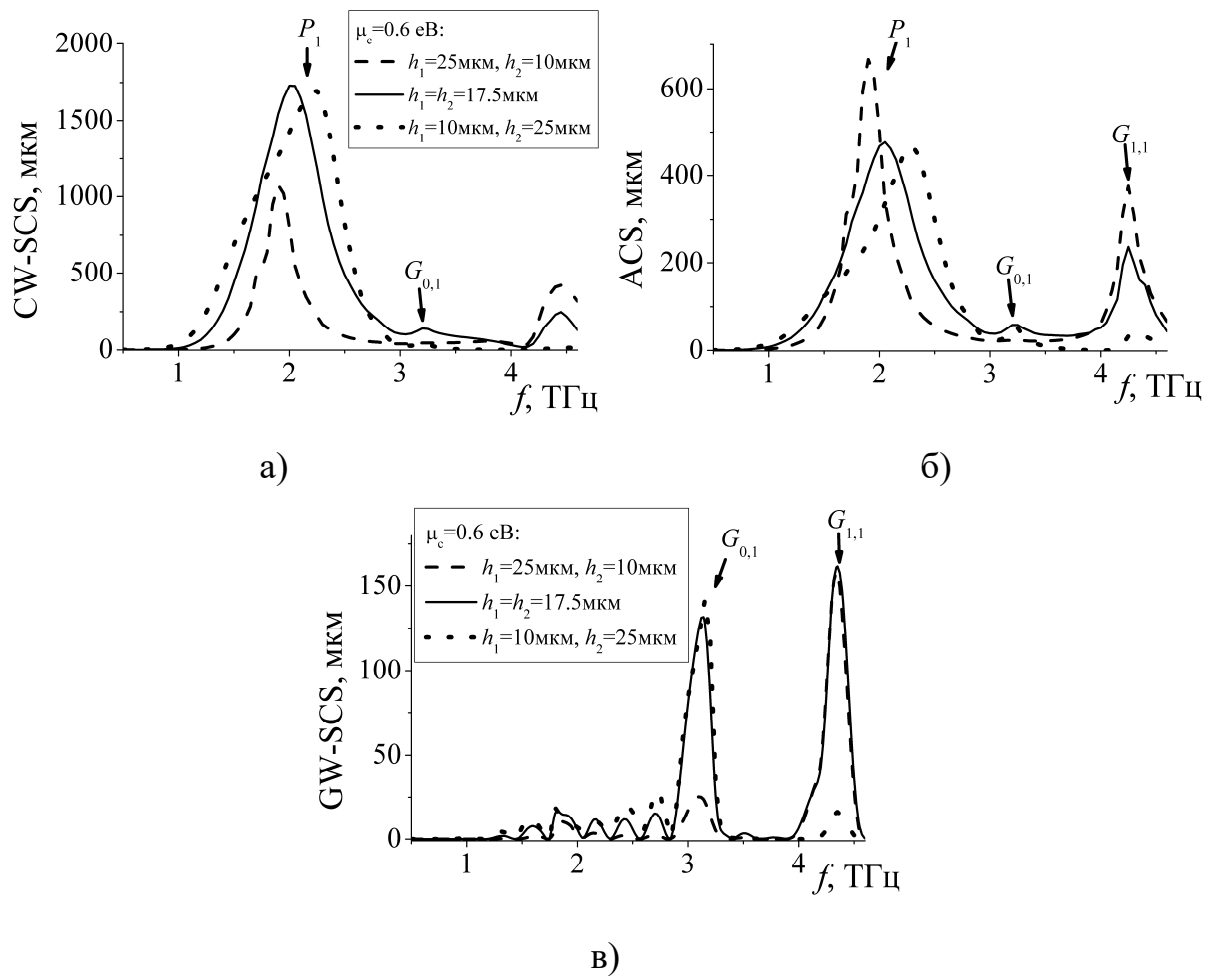 P₁
μ_c=0.6 еВ:
h₁=25мкм, h₂=10мкм
h₁=h₂=17.5мкм
h₁=10мкм, h₂=25мкм
2000
1500
1000
500
0
CW-SCS, мкм
G₀,₁
1 2 3 4
f, ТГц
а)
P₁
G₁,₁
600
400
200
0
ACS, мкм
G₀,₁
1 2 3 4
f, ТГц
б)
μ_c=0.6 сВ:
h₁=25мкм, h₂=10мкм
h₁=h₂=17.5мкм
h₁=10мкм, h₂=25мкм
G₀,₁
G₁,₁
150
100
50
0
GW-SCS, мкм
1 2 3 4
f, ТГц
в)